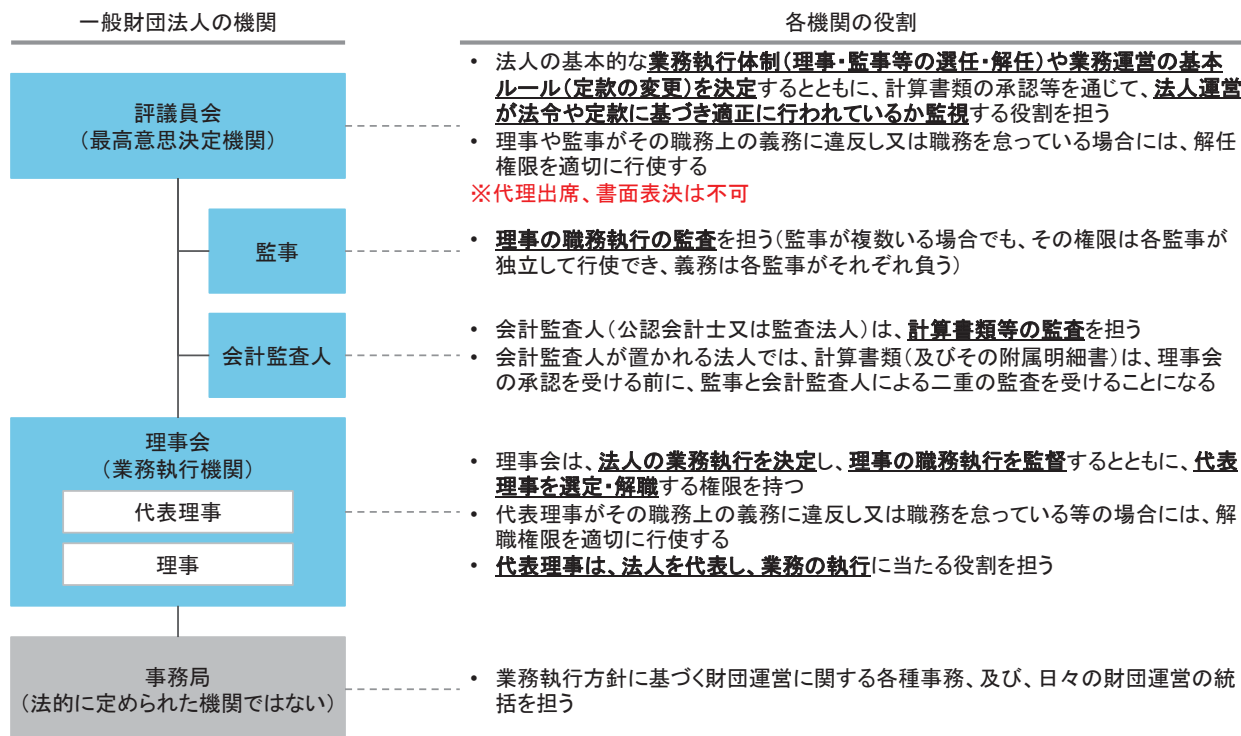 一般財団法人の機関
各機関の役割
評議員会
(最高意思決定機関)
• 法人の基本的な業務執行体制(理事・監事等の選任・解任)や業務運営の基本
ルール(定款の変更)を決定するとともに、計算書類の承認等を通じて、法人運営
が法令や定款に基づき適正に行われているか監視する役割を担う
• 理事や監事がその職務上の義務に違反し又は職務を怠っている場合には、解任
権限を適切に行使する
※代理出席、書面表決は不可
監事
• 理事の職務執行の監査を担う(監事が複数いる場合でも、その権限は各監事が
独立して行使でき、義務は各監事がそれぞれ負う)
会計監査人
• 会計監査人(公認会計士又は監査法人)は、計算書類等の監査を担う
• 会計監査人が置かれる法人では、計算書類(及びその附属明細書)は、理事会
の承認を受ける前に、監事と会計監査人による二重の監査を受けることになる
理事会
(業務執行機関)
代表理事
理事
• 理事会は、法人の業務執行を決定し、理事の職務執行を監督するとともに、代表
理事を選定・解職する権限を持つ
• 代表理事がその職務上の義務に違反し又は職務を怠っている等の場合には、解
職権限を適切に行使する
• 代表理事は、法人を代表し、業務の執行に当たる役割を担う
事務局
(法的に定められた機関ではない)
• 業務執行方針に基づく財団運営に関する各種事務、及び、日々の財団運営の統
括を担う